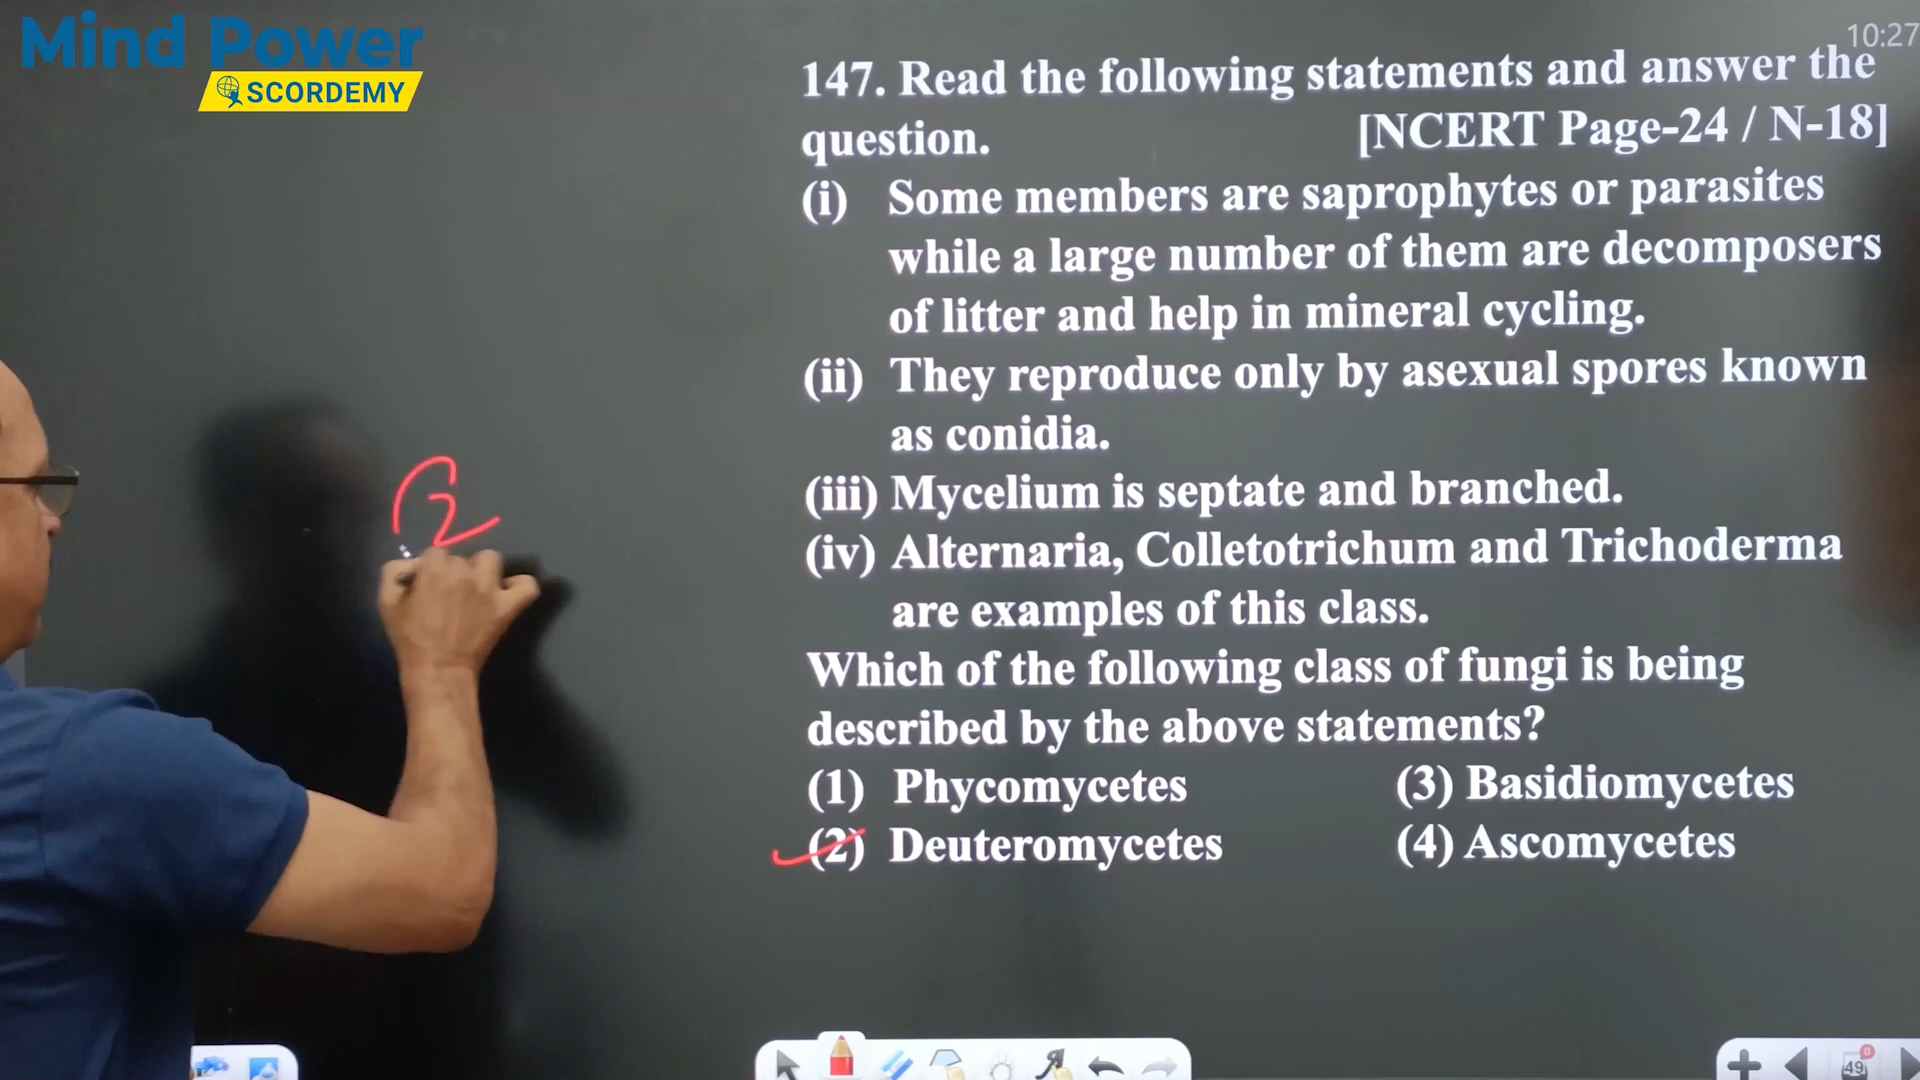 Mind Power
SCORDEMY
10:27
147. Read the following statements and answer the
question. [NCERT Page-24 / N-18]
(i) Some members are saprophytes or parasites
while a large number of them are decomposers
of litter and help in mineral cycling.
(ii) They reproduce only by asexual spores known
as conidia.
(iii) Mycelium is septate and branched.
(iv) Alternaria, Colletotrichum and Trichoderma
are examples of this class.
Which of the following class of fungi is being
described by the above statements?
(1) Phycomycetes (3) Basidiomycetes
(2) Deuteromycetes (4) Ascomycetes
2
49
0